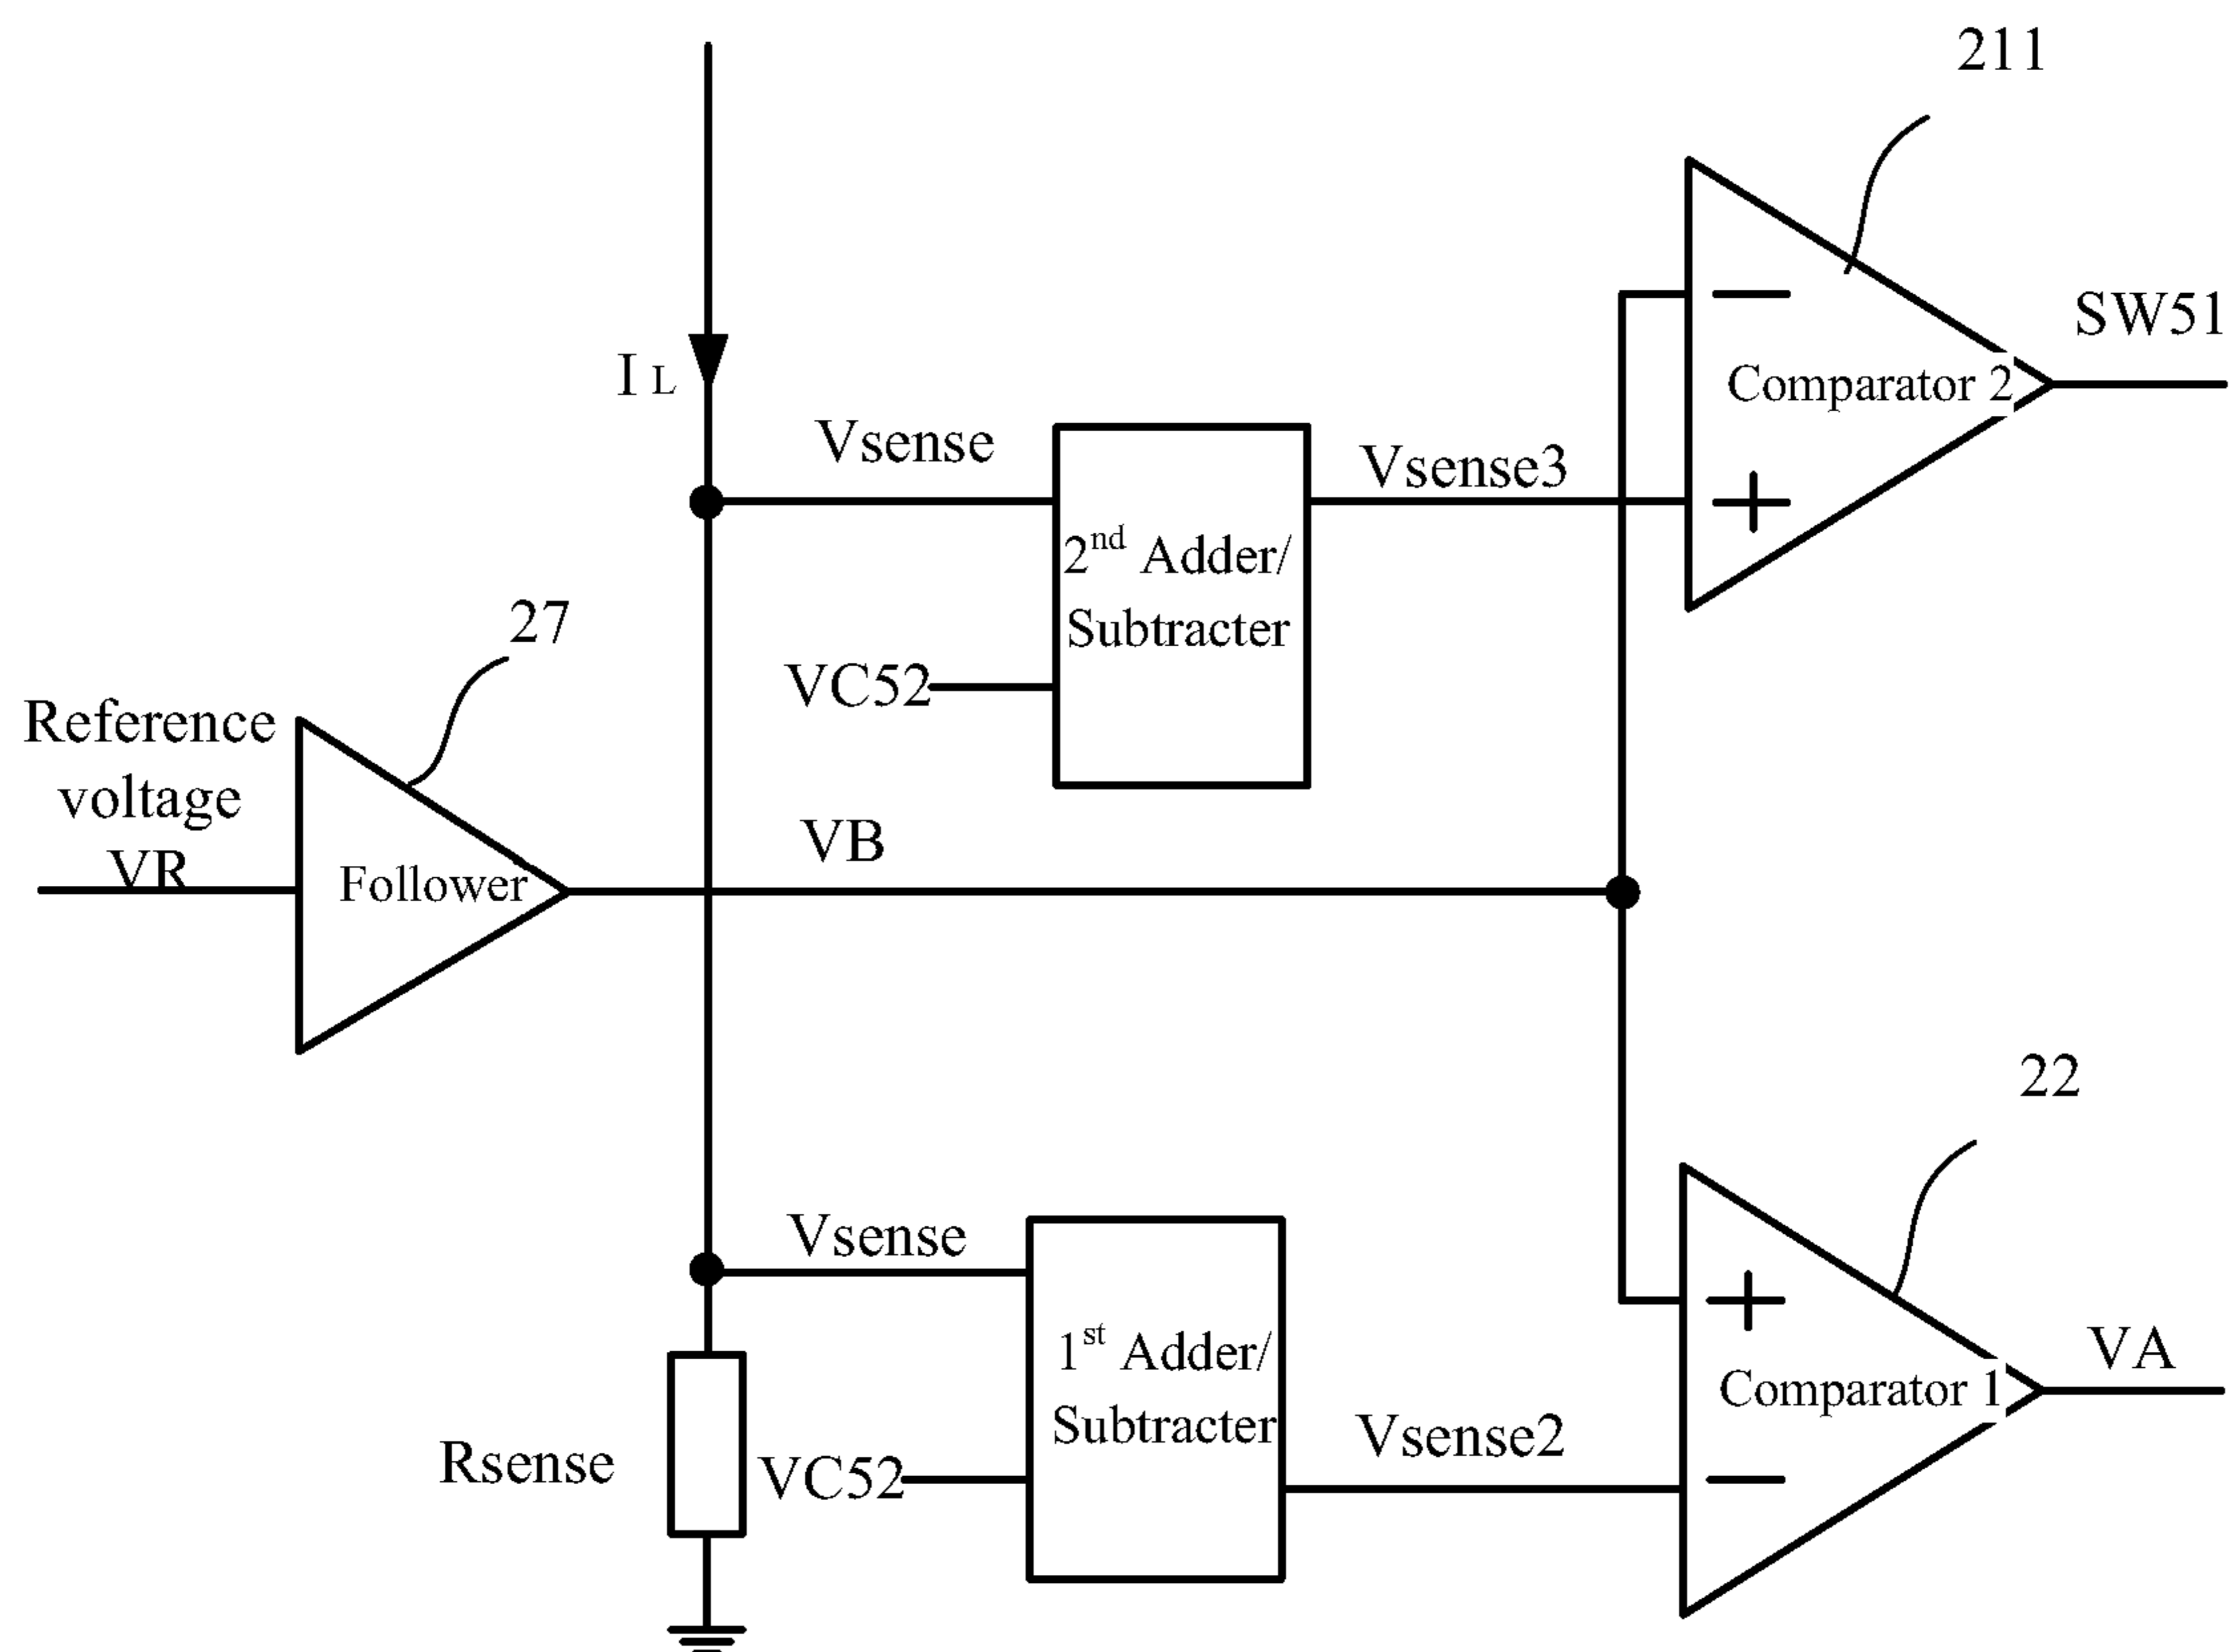 211
SW51
Comparator 2
I L
Vsense
Vsense3
2nd Adder/
Subtracter
VC52
27
Reference
voltage
VR
Follower
VB
22
Vsense
1st Adder/
Subtracter
Comparator 1
VA
Rsense
VC52
Vsense2